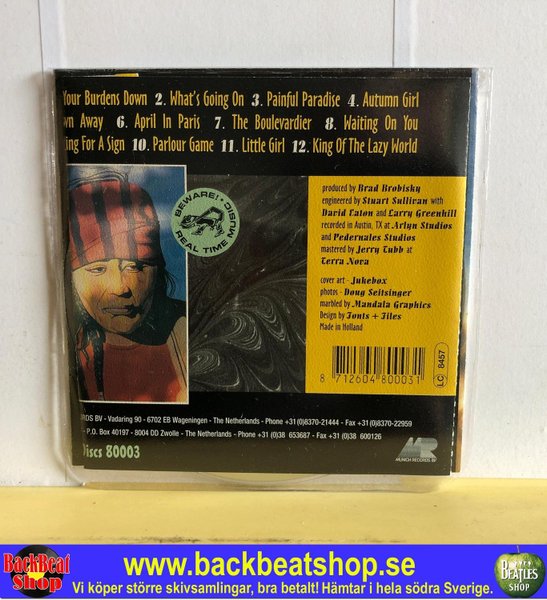 Your Burdens Down 2. What's Going On 3. Painful Paradise 4. Autumn Girl
wn Away 6. April In Paris 7. The Boulevardier 8. Waiting On You
ing For A Sign 10. Parlour Game 11. Little Girl 12. King Of The Lazy World
BEWARE!
REAL TIME MUSIC
produced by Brad Brobisky
engineered by Stuart Sullivan with
David Eaton and Larry Greenhill
recorded in Austin, TX at Arlyn Studios
and Pedernales Studios
mastered by Jerry Tubb at
Terra Nova
cover art - Jukebox
photos - Doug Seitsinger
marbled by Mandala Graphics
Design by Fonts + Files
Made in Holland
8 712604 800031
LC 8457
RDS BV - Vadaring 90 - 6702 EB Wageningen - The Netherlands - Phone +31(0)8370-21444 - Fax +31(0)8370-22959
- P.O. Box 40197 - 8004 DD Zwolle - The Netherlands - Phone +31(0)38 653687 - Fax +31(0)38 600126
Discs 80003
MR
MUNICH RECORDS BV
BackBeat
Shop
www.backbeatshop.se
Vi köper större skivsamlingar, bra betalt! Hämtar i hela södra Sverige.
BEATLES
SHOP